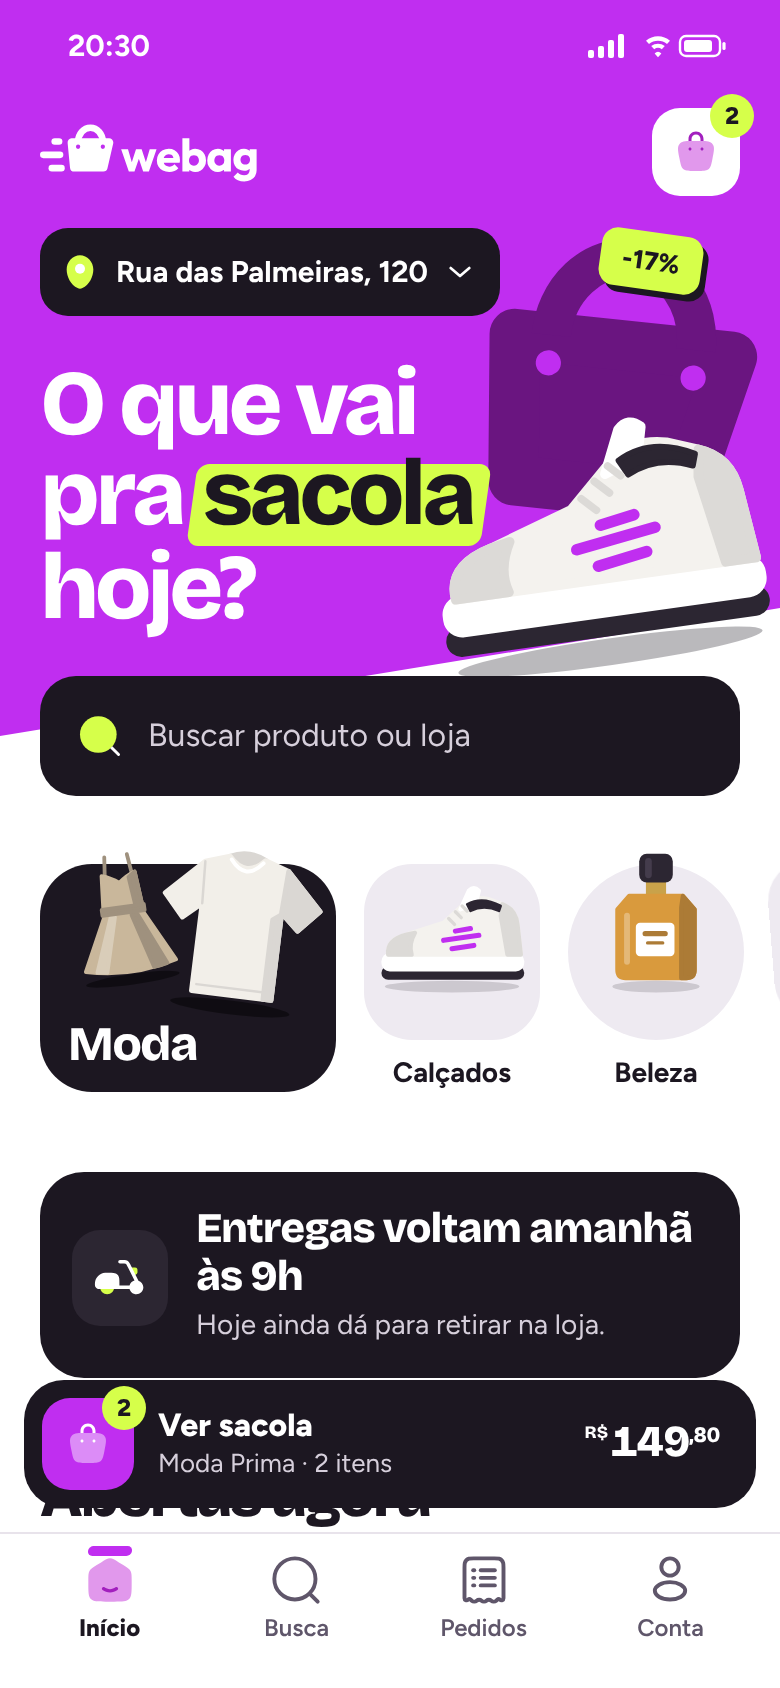 20:30
webag
2
Rua das Palmeiras, 120
-17%
O que vai
pra sacola
hoje?
Buscar produto ou loja
Moda
Calçados
Beleza
Entregas voltam amanhã
às 9h
Hoje ainda dá para retirar na loja.
2
Ver sacola
Moda Prima · 2 itens
R$ 149,80
Abertas agora
Início
Busca
Pedidos
Conta